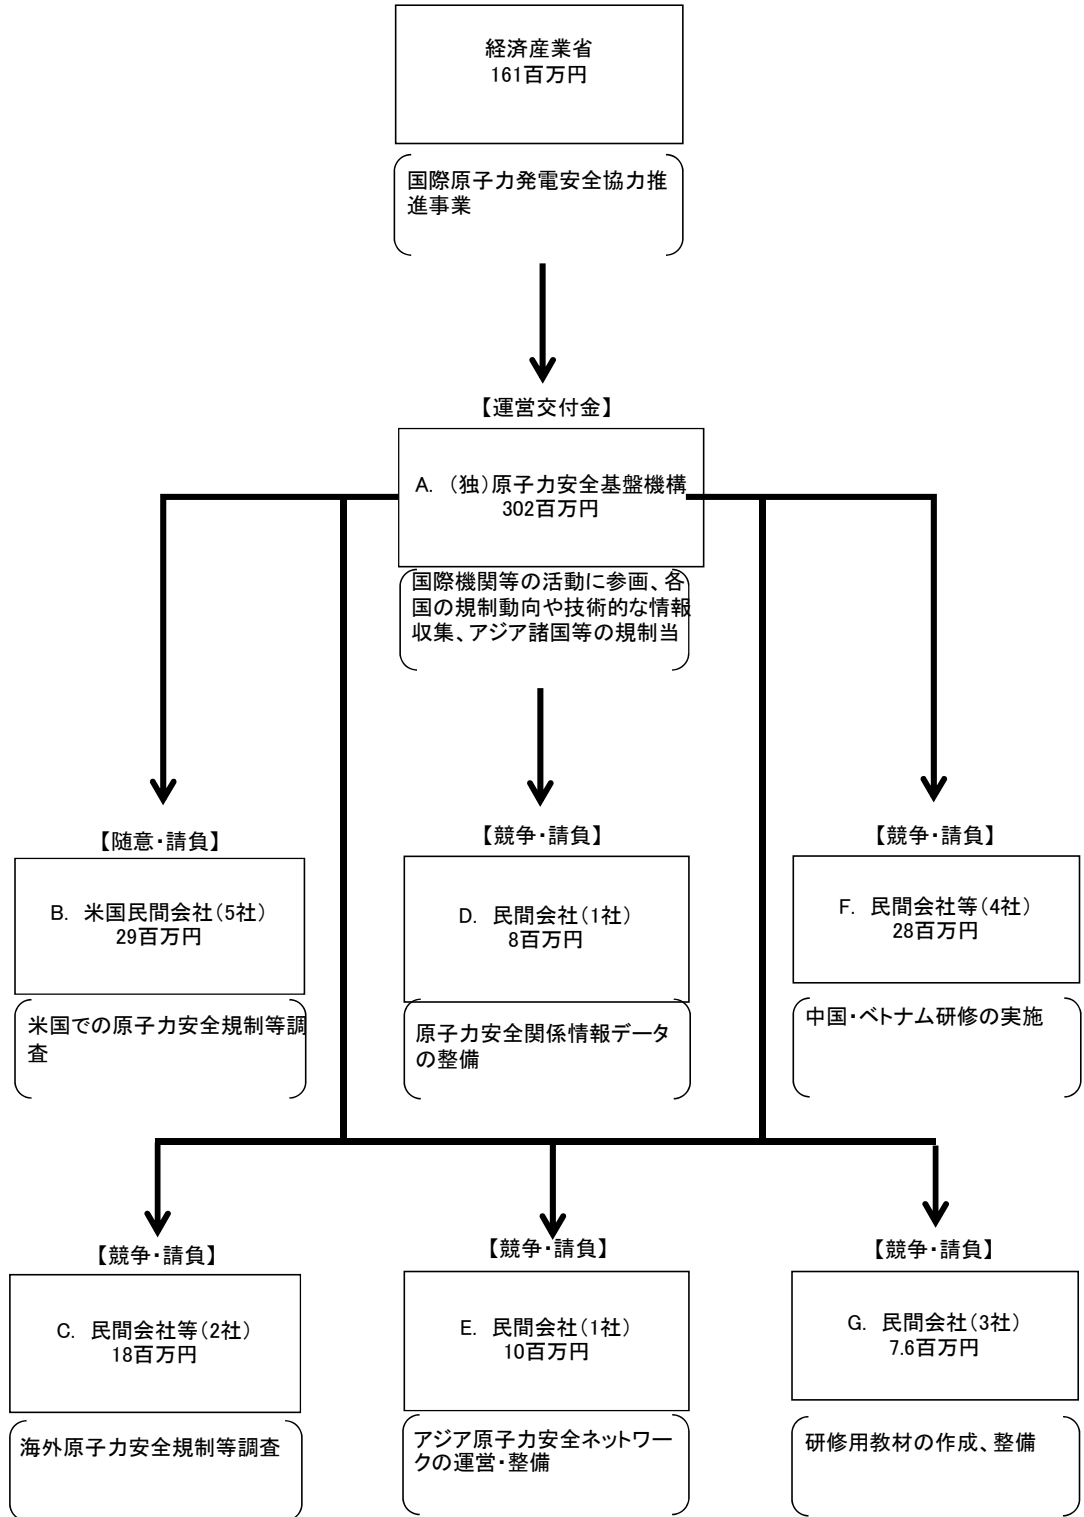 経済産業省
161百万円
国際原子力発電安全協力推
進事業
【運営交付金】
A. （独）原子力安全基盤機構
302百万円
国際機関等の活動に参画、各
国の規制動向や技術的な情報
収集、アジア諸国等の規制当
【随意・請負】
B. 米国民間会社（5社）
29百万円
米国での原子力安全規制等調
査
【競争・請負】
D. 民間会社（1社）
8百万円
原子力安全関係情報データ
の整備
【競争・請負】
F. 民間会社等（4社）
28百万円
中国・ベトナム研修の実施
【競争・請負】
C. 民間会社等（2社）
18百万円
海外原子力安全規制等調査
【競争・請負】
E. 民間会社（1社）
10百万円
アジア原子力安全ネットワー
クの運営・整備
【競争・請負】
G. 民間会社（3社）
7.6百万円
研修用教材の作成、整備